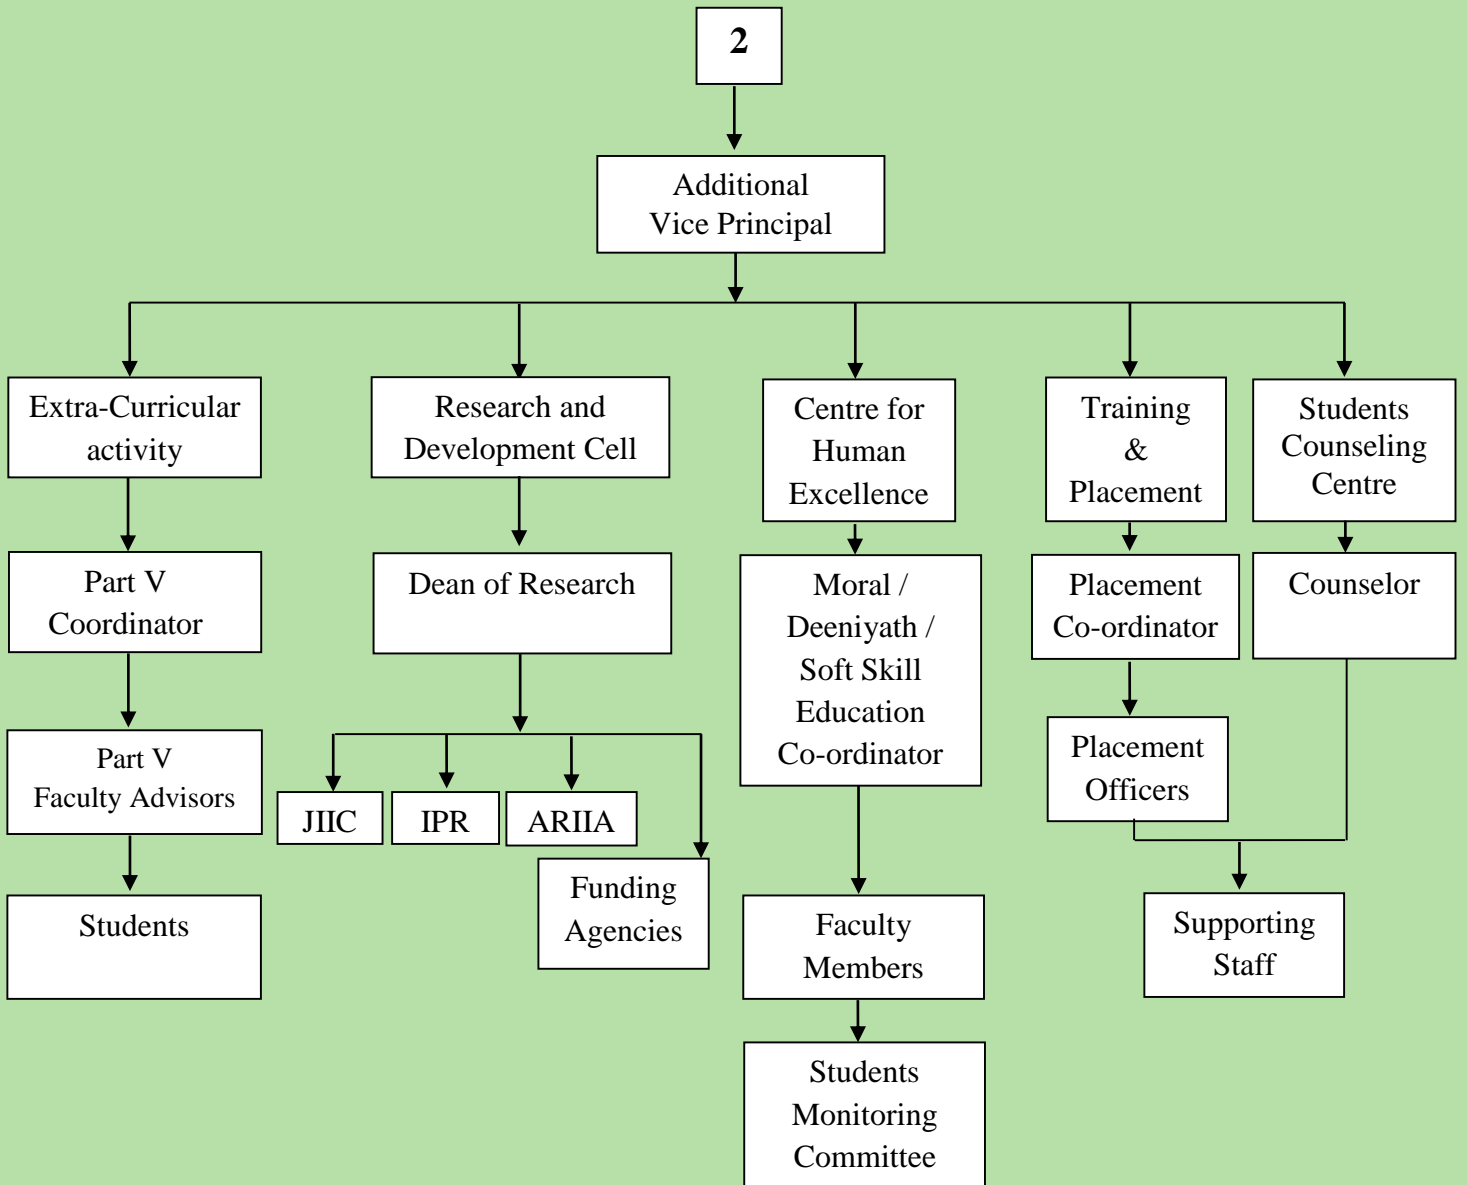 2
Additional
Vice Principal
Extra-Curricular
activity
Research and
Development Cell
Centre for
Human
Excellence
Training
&
Placement
Students
Counseling
Centre
Part V
Coordinator
Dean of Research
Moral /
Deeniyath /
Soft Skill
Education
Co-ordinator
Placement
Co-ordinator
Counselor
Part V
Faculty Advisors
JIIC
IPR
ARIIA
Funding
Agencies
Placement
Officers
Students
Faculty
Members
Supporting
Staff
Students
Monitoring
Committee